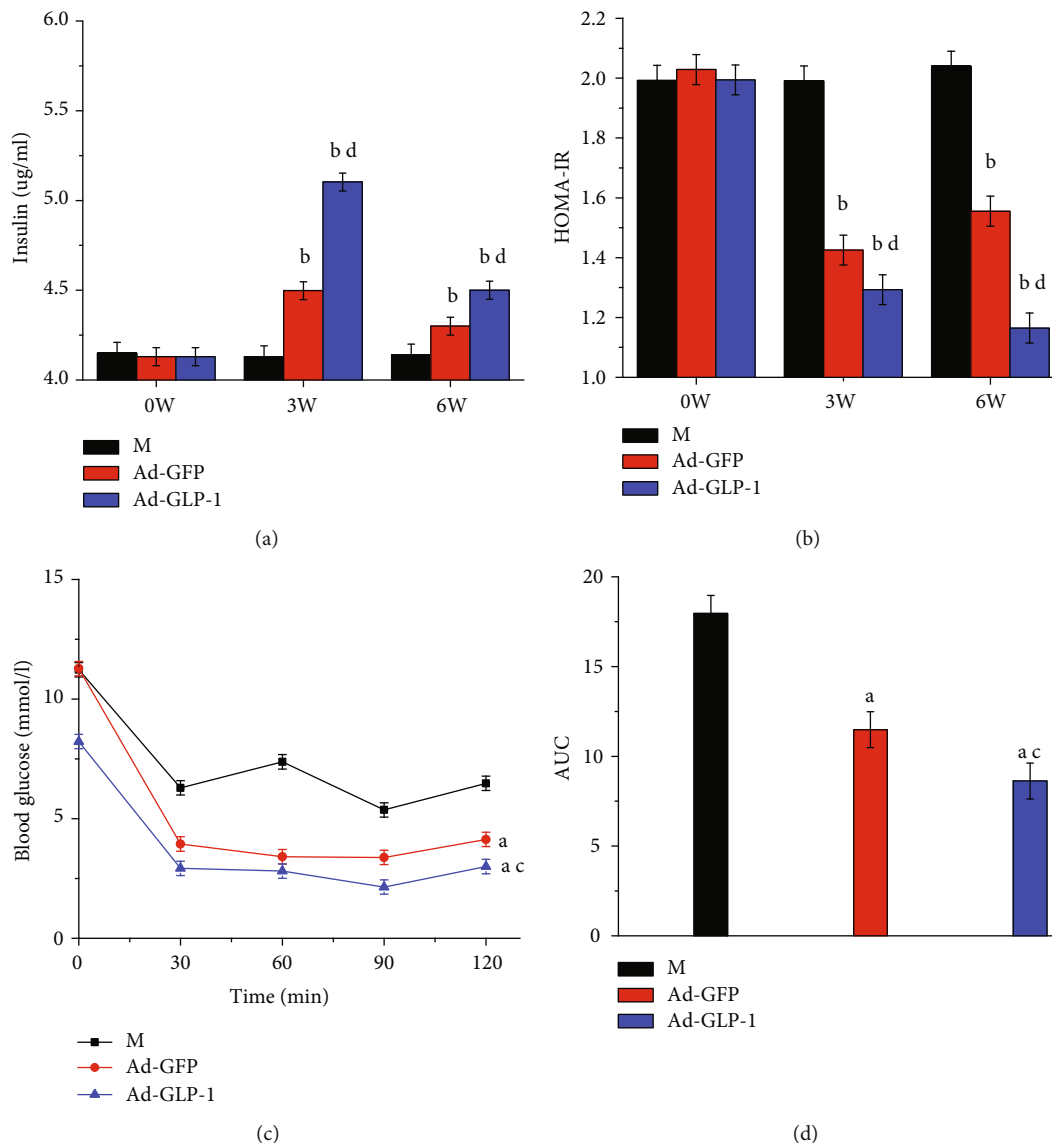 6.0
5.5
5.0
4.5
4.0
Insulin (ug/ml)
b
b d
b
b d
0W
3W
6W
M
Ad-GFP
Ad-GLP-1
(a)
2.2
2.0
1.8
1.6
1.4
1.2
1.0
HOMA-IR
b
b d
b
b d
0W
3W
6W
M
Ad-GFP
Ad-GLP-1
(b)
15
10
5
0
Blood glucose (mmol/l)
a
a c
0
30
60
90
120
Time (min)
M
Ad-GFP
Ad-GLP-1
(c)
20
15
10
5
0
AUC
a
a c
M
Ad-GFP
Ad-GLP-1
(d)